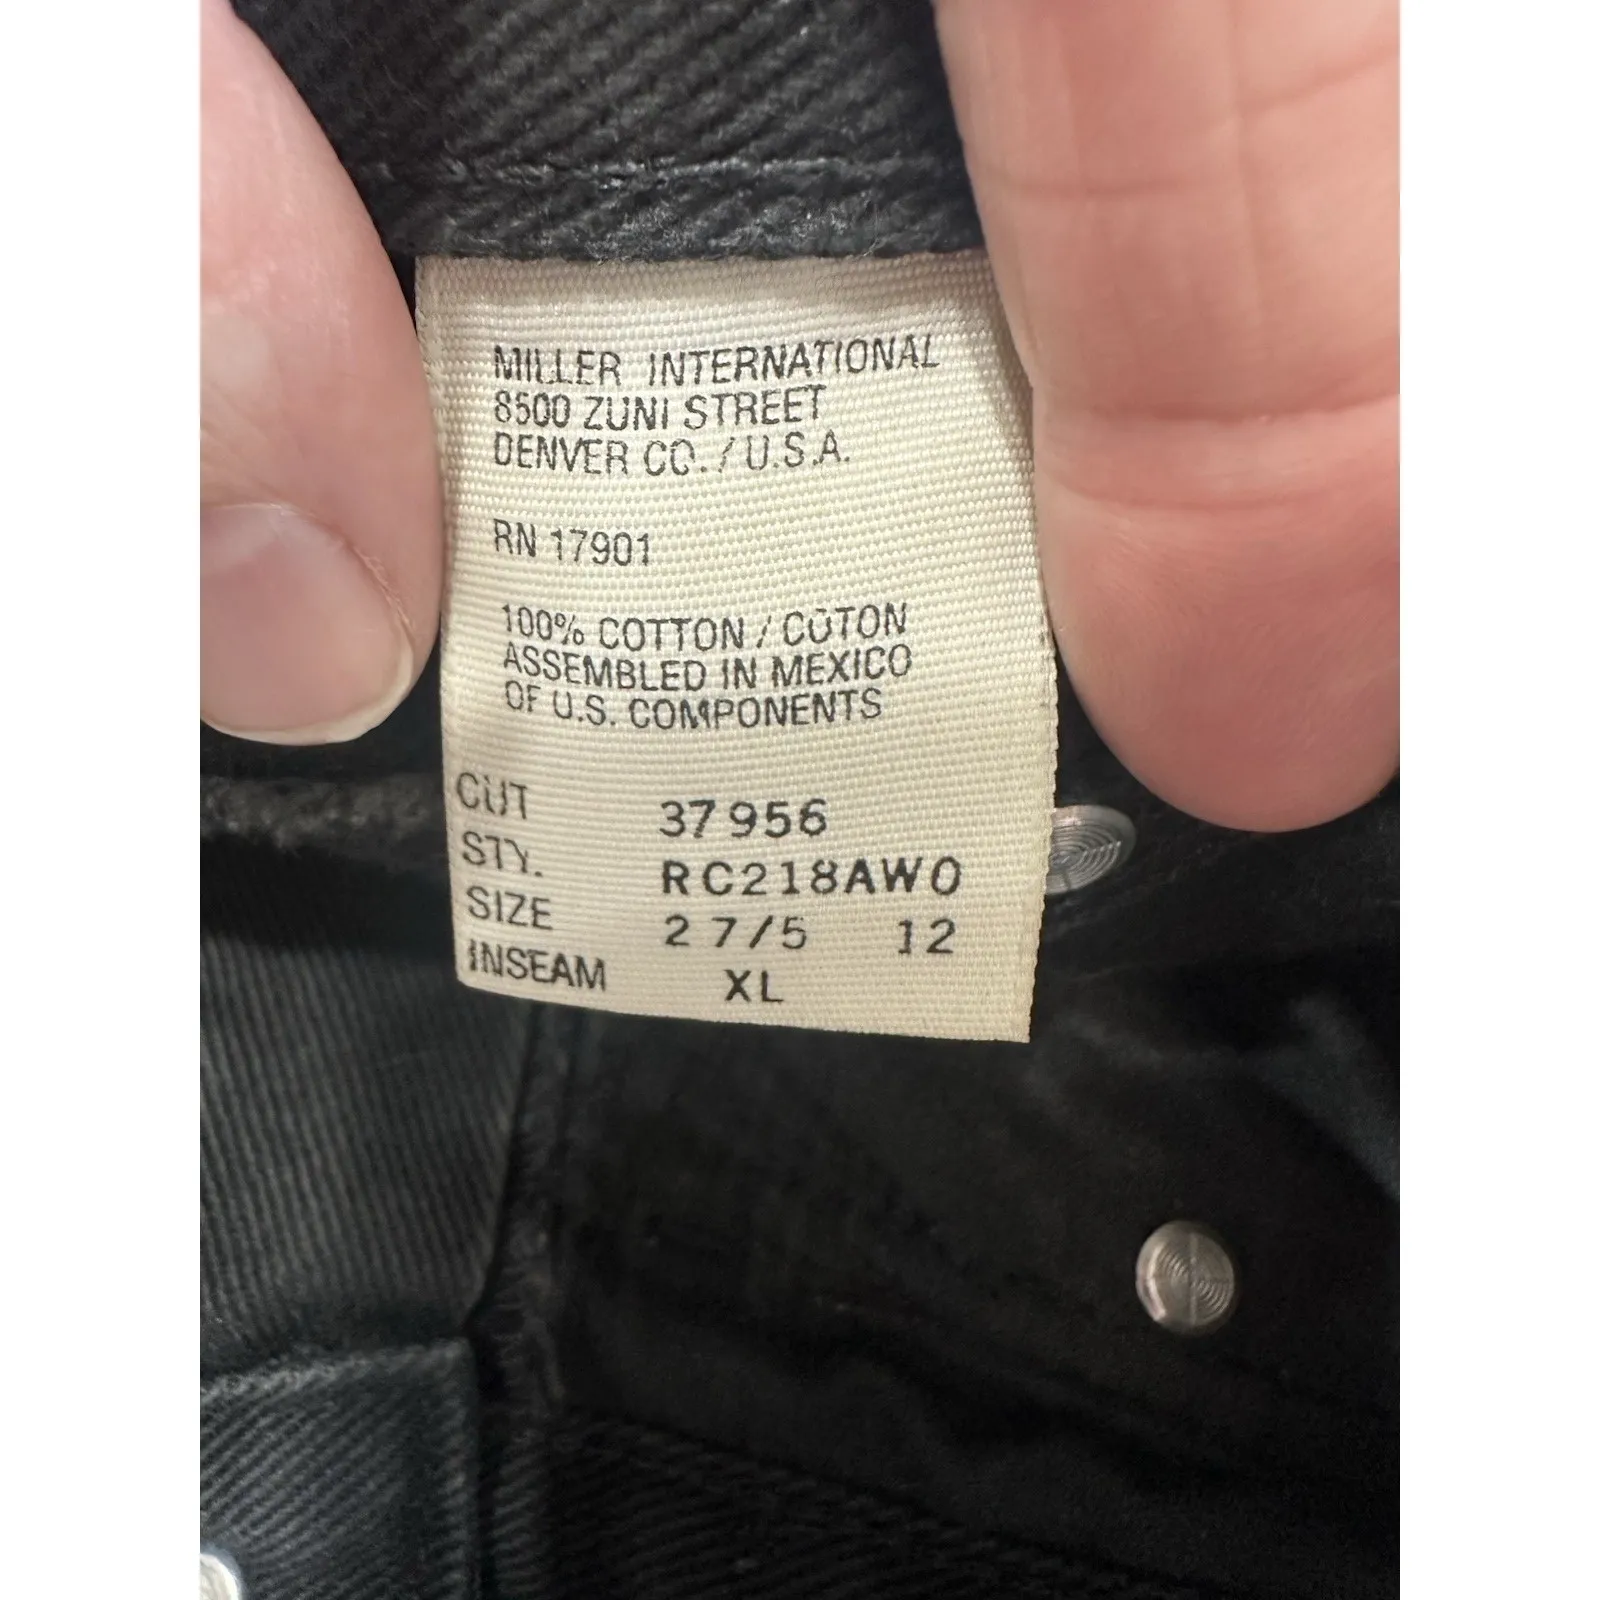 MILLER INTERNATIONAL
8500 ZUNI STREET
DENVER CO. / U.S.A.
RN 17901
100% COTTON / COTON
ASSEMBLED IN MEXICO
OF U.S. COMPONENTS
CUT 37956
STY. RC218AWO
SIZE 27/5 12
INSEAM XL